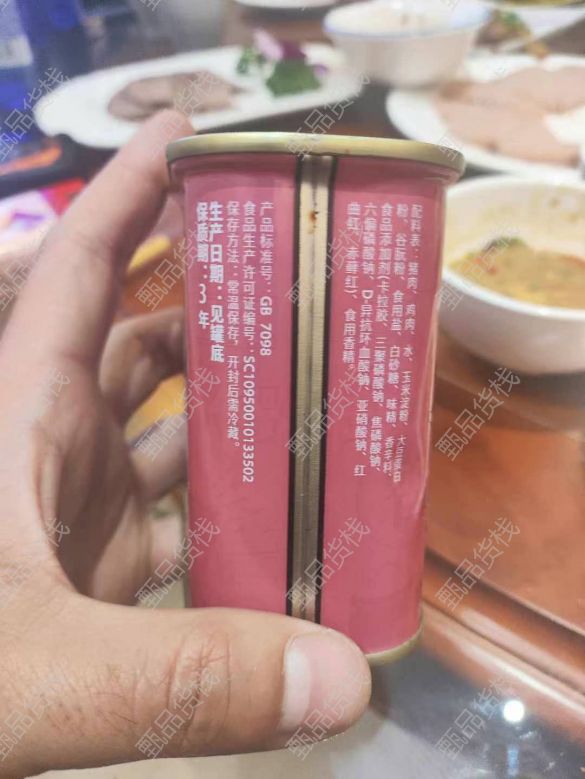 配料表：猪肉、鸡肉、水、玉米淀粉、大豆蛋白
粉、谷朊粉、食用盐、白砂糖、味精、香辛料、
食品添加剂(卡拉胶、三聚磷酸钠、焦磷酸钠、
六偏磷酸钠、D-异抗坏血酸钠、亚硝酸钠、红
曲红、赤藓红)、食用香精。
产品标准号：GB 7098
食品生产许可证编号：SC10950010133502
保存方法：常温保存，开封后需冷藏。
生产日期：见罐底
保质期：3年
甄品货栈